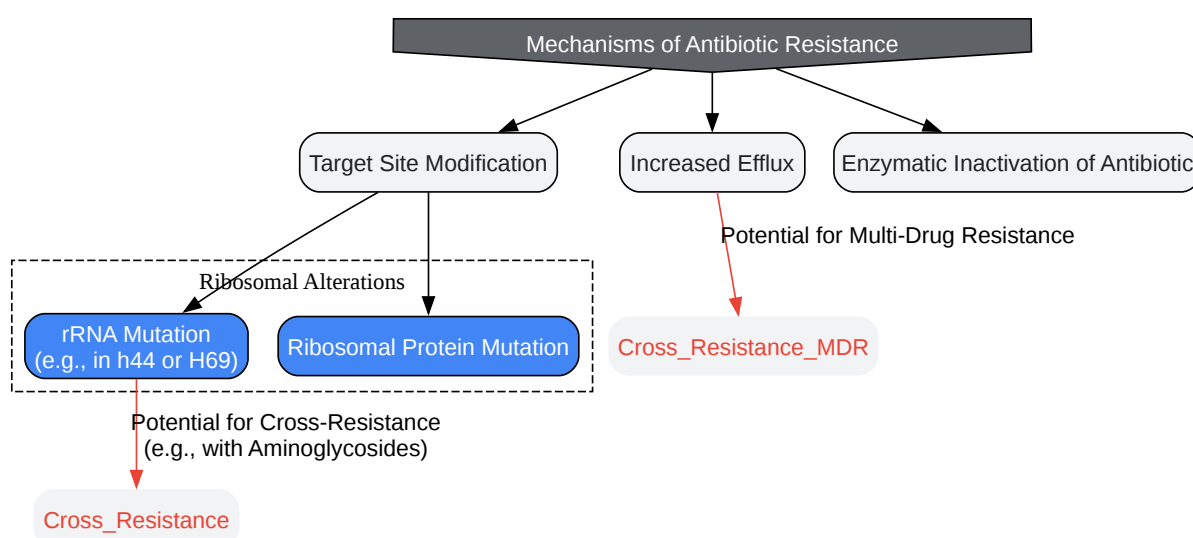 Mechanisms of Antibiotic Resistance
Target Site Modification
Increased Efflux
Enzymatic Inactivation of Antibiotic
Potential for Multi-Drug Resistance
Ribosomal Alterations
rRNA Mutation
(e.g., in h44 or H69)
Ribosomal Protein Mutation
Cross_Resistance_MDR
Potential for Cross-Resistance
(e.g., with Aminoglycosides)
Cross_Resistance